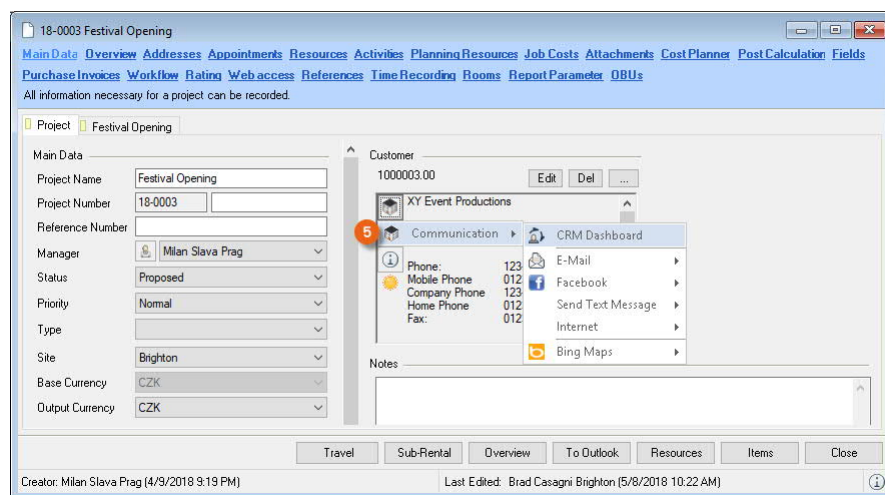 18-0003 Festival Opening
Main Data Overview Addresses Appointments Resources Activities Planning Resources Job Costs Attachments Cost Planner Post Calculation Fields
Purchase Invoices Workflow Rating Web access References Time Recording Rooms Report Parameter OBUs
All information necessary for a project can be recorded.
Project Festival Opening
Main Data
Project Name Festival Opening
Project Number 18-0003
Reference Number
Manager Milan Slava Prag
Status Proposed
Priority Normal
Type
Site Brighton
Base Currency CZK
Output Currency CZK
Customer
1000003.00 Edit Del ...
XY Event Productions
5 Communication CRM Dashboard
E-Mail
Facebook
Send Text Message
Internet
Bing Maps
Phone: 123
Mobile Phone 012
Company Phone 123
Home Phone 012
Fax: 012
Notes
Travel Sub-Rental Overview To Outlook Resources Items Close
Creator: Milan Slava Prag (4/9/2018 9:19 PM) Last Edited: Brad Casagni Brighton (5/8/2018 10:22 AM)